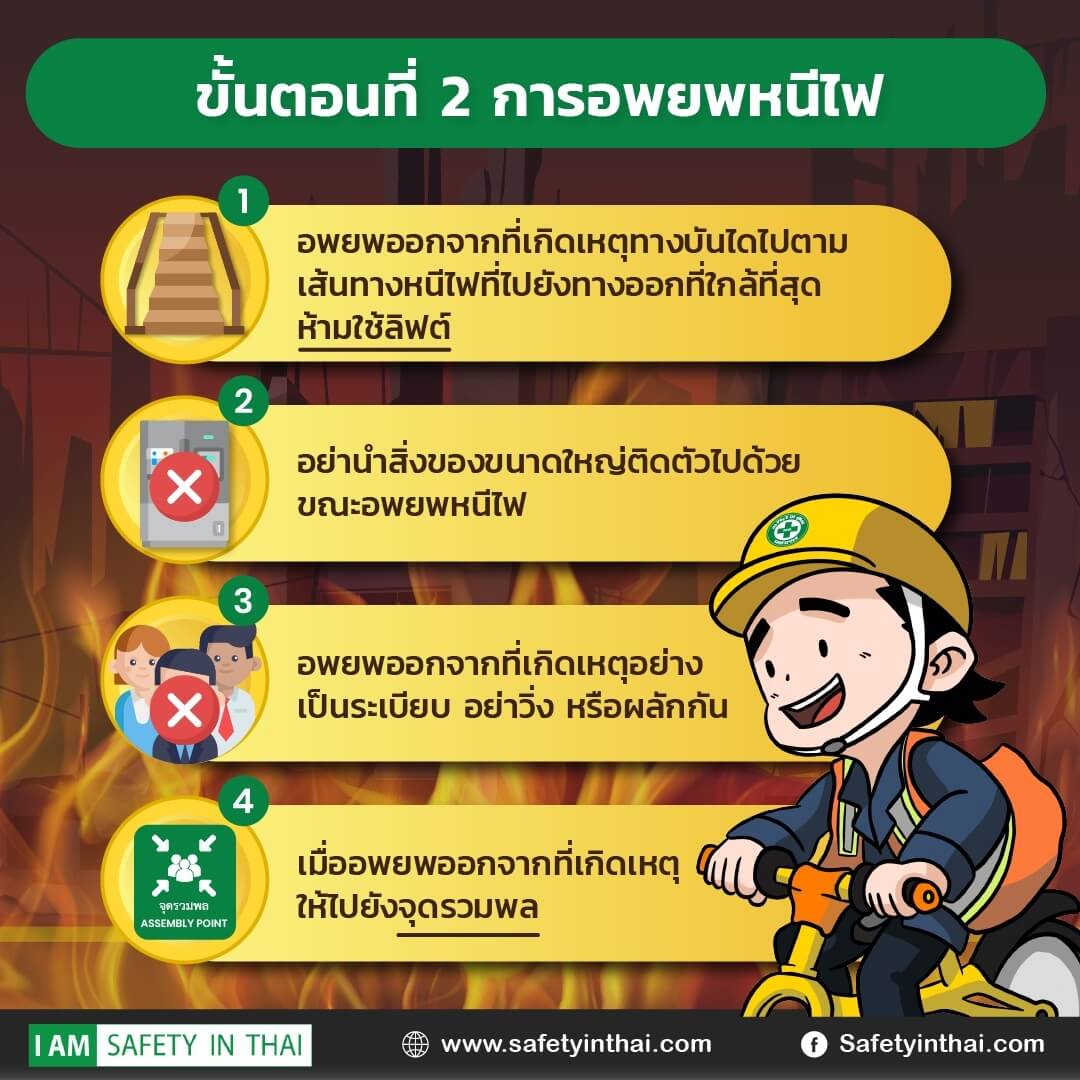 ขั้นตอนที่ 2 การอพยพหนีไฟ
1
อพยพออกจากที่เกิดเหตุทางบันไดไปตาม
เส้นทางหนีไฟที่ไปยังทางออกที่ใกล้ที่สุด
ห้ามใช้ลิฟต์
2
อย่านำสิ่งของขนาดใหญ่ติดตัวไปด้วย
ขณะอพยพหนีไฟ
3
อพยพออกจากที่เกิดเหตุอย่าง
เป็นระเบียบ อย่าวิ่ง หรือผลักกัน
4
จุดรวมพล
ASSEMBLY POINT
เมื่ออพยพออกจากที่เกิดเหตุ
ให้ไปยังจุดรวมพล
I AM SAFETY IN THAI
www.safetyinthai.com
Safetyinthai.com